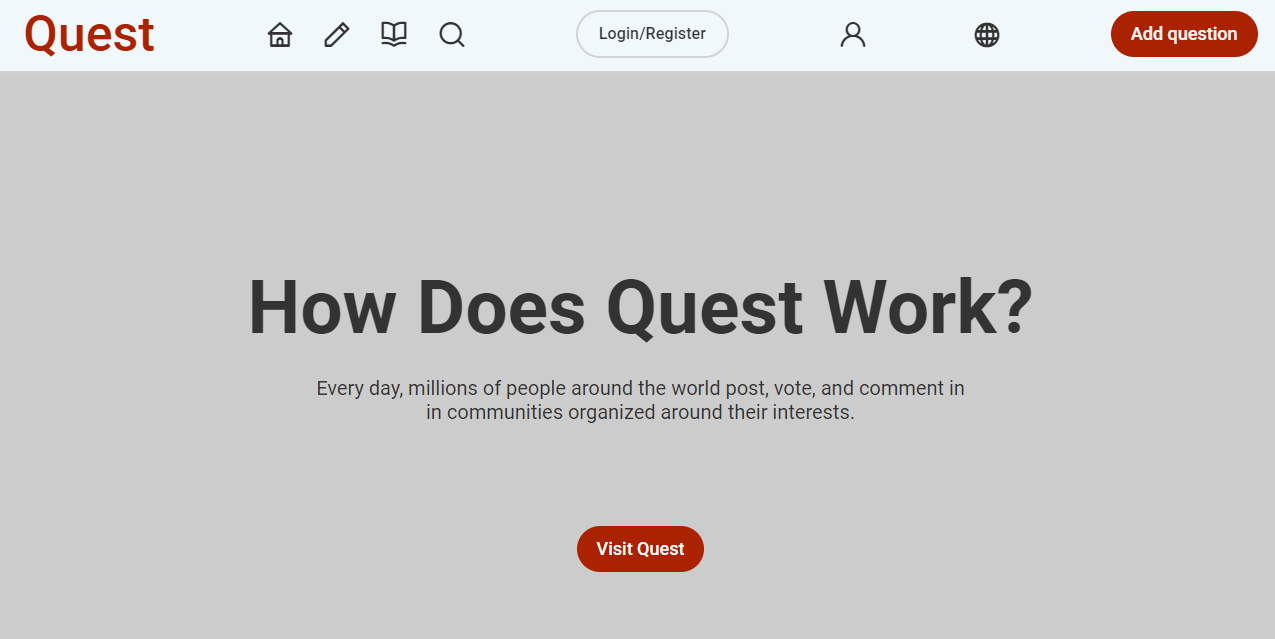 Quest
Login/Register
Add question
How Does Quest Work?
Every day, millions of people around the world post, vote, and comment in
in communities organized around their interests.
Visit Quest